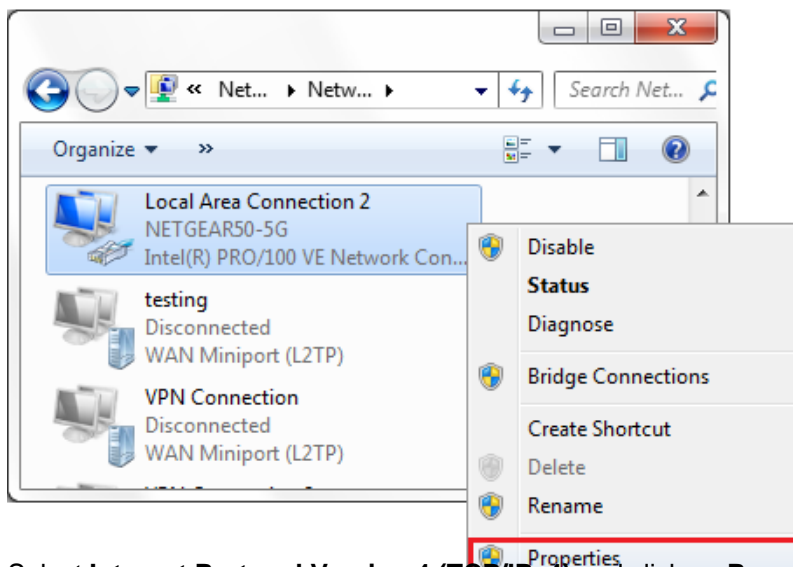 « Net... ▸ Netw... ▸
Search Net...
Organize
»
Local Area Connection 2
NETGEAR50-5G
Intel(R) PRO/100 VE Network Con...
testing
Disconnected
WAN Miniport (L2TP)
VPN Connection
Disconnected
WAN Miniport (L2TP)
Disable
Status
Diagnose
Bridge Connections
Create Shortcut
Delete
Rename
Properties